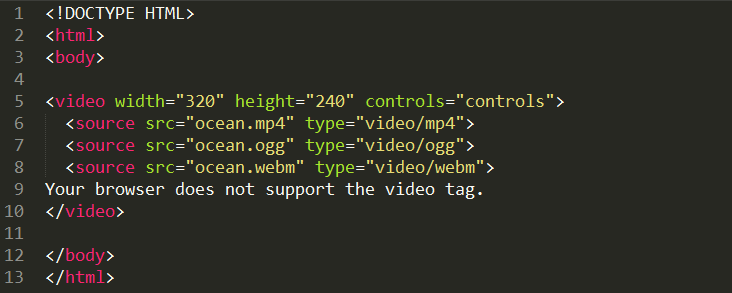 1 <!DOCTYPE HTML>
2 <html>
3 <body>
4
5 <video width="320" height="240" controls="controls">
6   <source src="ocean.mp4" type="video/mp4">
7   <source src="ocean.ogg" type="video/ogg">
8   <source src="ocean.webm" type="video/webm">
9 Your browser does not support the video tag.
10 </video>
11
12 </body>
13 </html>